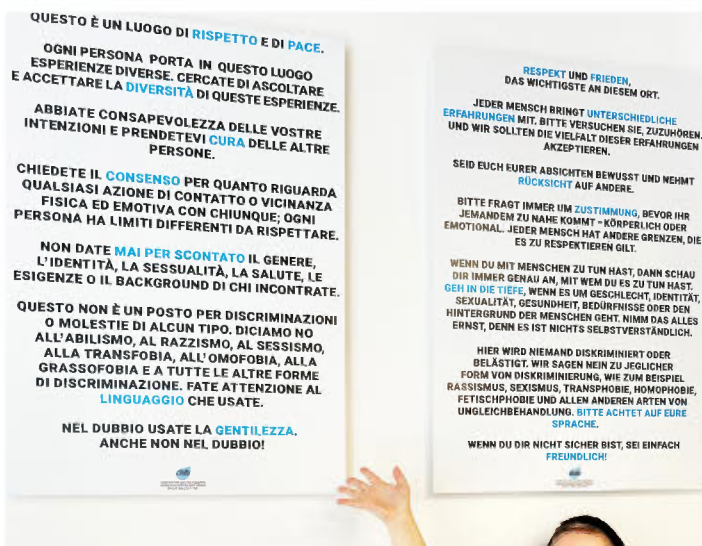 QUESTO È UN LUOGO DI RISPETTO E DI PACE.
OGNI PERSONA PORTA IN QUESTO LUOGO
ESPERIENZE DIVERSE. CERCATE DI ASCOLTARE
E ACCETTARE LA DIVERSITÀ DI QUESTE ESPERIENZE.
ABBIATE CONSAPEVOLEZZA DELLE VOSTRE
INTENZIONI E PRENDETEVI CURA DELLE ALTRE
PERSONE.
CHIEDETE IL CONSENSO PER QUANTO RIGUARDA
QUALSIASI AZIONE DI CONTATTO O VICINANZA
FISICA ED EMOTIVA CON CHIUNQUE; OGNI
PERSONA HA LIMITI DIFFERENTI DA RISPETTARE.
NON DATE MAI PER SCONTATO IL GENERE,
L'IDENTITÀ, LA SESSUALITÀ, LA SALUTE, LE
ESIGENZE O IL BACKGROUND DI CHI INCONTRATE.
QUESTO NON È UN POSTO PER DISCRIMINAZIONI
O MOLESTIE DI ALCUN TIPO. DICIAMO NO
ALL'ABILISMO, AL RAZZISMO, AL SESSISMO,
ALLA TRANSFOBIA, ALL'OMOFOBIA, ALLA
GRASSOFOBIA E A TUTTE LE ALTRE FORME
DI DISCRIMINAZIONE. FATE ATTENZIONE AL
LINGUAGGIO CHE USATE.
NEL DUBBIO USATE LA GENTILEZZA.
ANCHE NON NEL DUBBIO!
RESPEKT UND FRIEDEN,
DAS WICHTIGSTE AN DIESEM ORT.
JEDER MENSCH BRINGT UNTERSCHIEDLICHE
ERFAHRUNGEN MIT. BITTE VERSUCHEN SIE, ZUZUHÖREN.
UND WIR SOLLTEN DIE VIELFALT DIESER ERFAHRUNGEN
AKZEPTIEREN.
SEID EUCH EURER ABSICHTEN BEWUSST UND NEHMT
RÜCKSICHT AUF ANDERE.
BITTE FRAGT IMMER UM ZUSTIMMUNG, BEVOR IHR
JEMANDEM ZU NAHE KOMMT – KÖRPERLICH ODER
EMOTIONAL. JEDER MENSCH HAT ANDERE GRENZEN, DIE
ES ZU RESPEKTIEREN GILT.
WENN DU MIT MENSCHEN ZU TUN HAST, DANN SCHAU
DIR IMMER GENAU AN, MIT WEM DU ES ZU TUN HAST.
GEH IN DIE TIEFE, WENN ES UM GESCHLECHT, IDENTITÄT,
SEXUALITÄT, GESUNDHEIT, BEDÜRFNISSE ODER DEN
HINTERGRUND DER MENSCHEN GEHT. NIMM DAS ALLES
ERNST, DENN ES IST NICHTS SELBSTVERSTÄNDLICH.
HIER WIRD NIEMAND DISKRIMINIERT ODER
BELÄSTIGT. WIR SAGEN NEIN ZU JEGLICHER
FORM VON DISKRIMINIERUNG, WIE ZUM BEISPIEL
RASSISMUS, SEXISMUS, TRANSPHOBIE, HOMOPHOBIE,
FETISCHPHOBIE UND ALLEN ANDEREN ARTEN VON
UNGLEICHBEHANDLUNG. BITTE ACHTET AUF EURE
SPRACHE.
WENN DU DIR NICHT SICHER BIST, SEI EINFACH
FREUNDLICH!